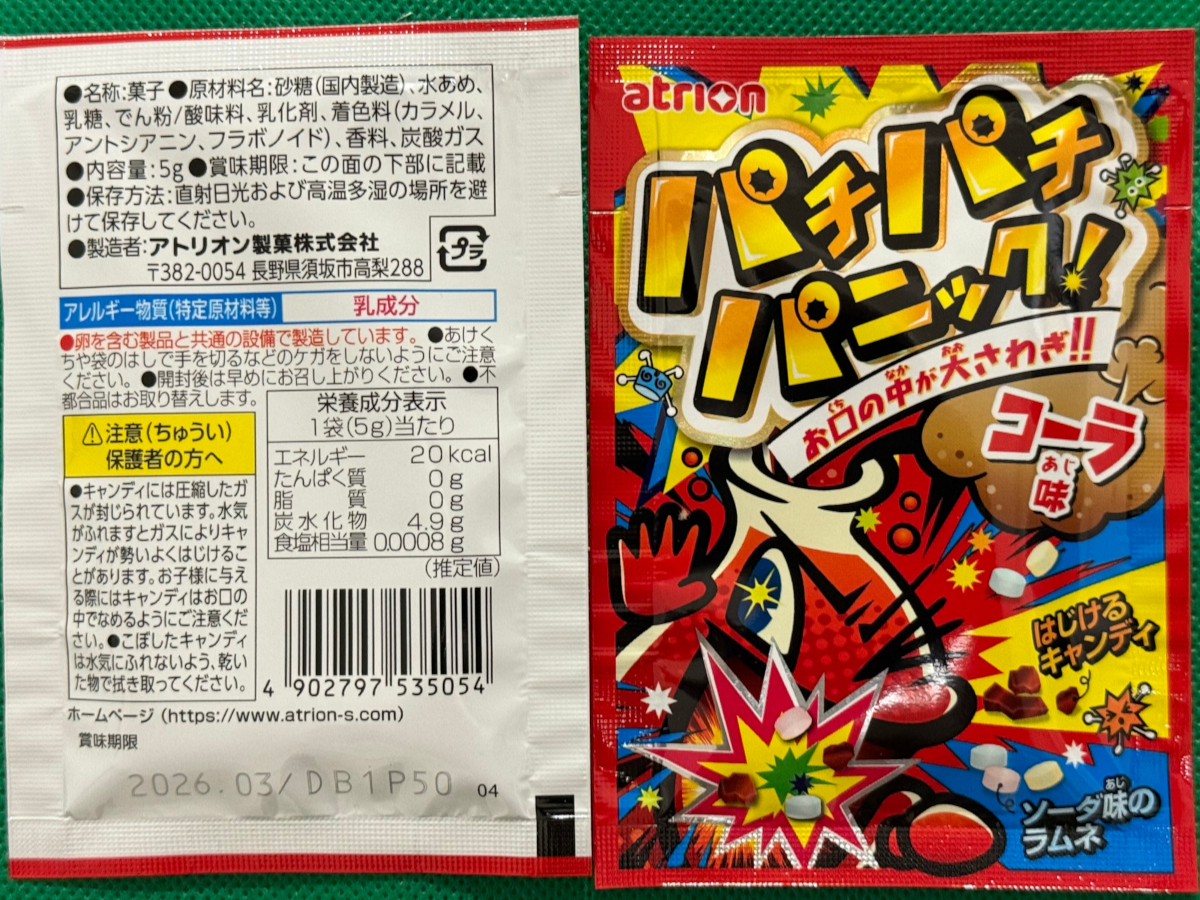 ●名称:菓子●原材料名:砂糖(国内製造)、水あめ、
乳糖、でん粉/酸味料、乳化剤、着色料(カラメル、
アントシアニン、フラボノイド)、香料、炭酸ガス
●内容量:5g●賞味期限:この面の下部に記載
●保存方法:直射日光および高温多湿の場所を避
けて保存してください。
●製造者:アトリオン製菓株式会社
〒382-0054 長野県須坂市高梨288
プラ
アレルギー物質(特定原材料等)
乳成分
●卵を含む製品と共通の設備で製造しています。●あけく
ちや袋のはしで手を切るなどのケガをしないようにご注意
ください。●開封後は早めにお召し上がりください。●不
都合品はお取り替えします。
⚠注意(ちゅうい)
保護者の方へ
●キャンディには圧縮したガ
スが封じられています。水気
がふれますとガスによりキャ
ンディが勢いよくはじけるこ
とがあります。お子様に与え
る際にはキャンディはお口の
中でなめるようにご注意くだ
さい。●こぼしたキャンディ
は水気にふれないよう、乾い
た物で拭き取ってください。
栄養成分表示
1袋(5g)当たり
エネルギー 20kcal
たんぱく質 0g
脂質 0g
炭水化物 4.9g
食塩相当量 0.0008g
(推定値)
4 902797 535054
ホームページ(https://www.atrion-s.com)
賞味期限
2026.03/DB1P50
04
atrion
パチパチ
パニック!
お口の中が大さわぎ!!
くち
なか
おお
コーラ
あじ
味
はじける
キャンディ
あじ
ソーダ味の
ラムネ